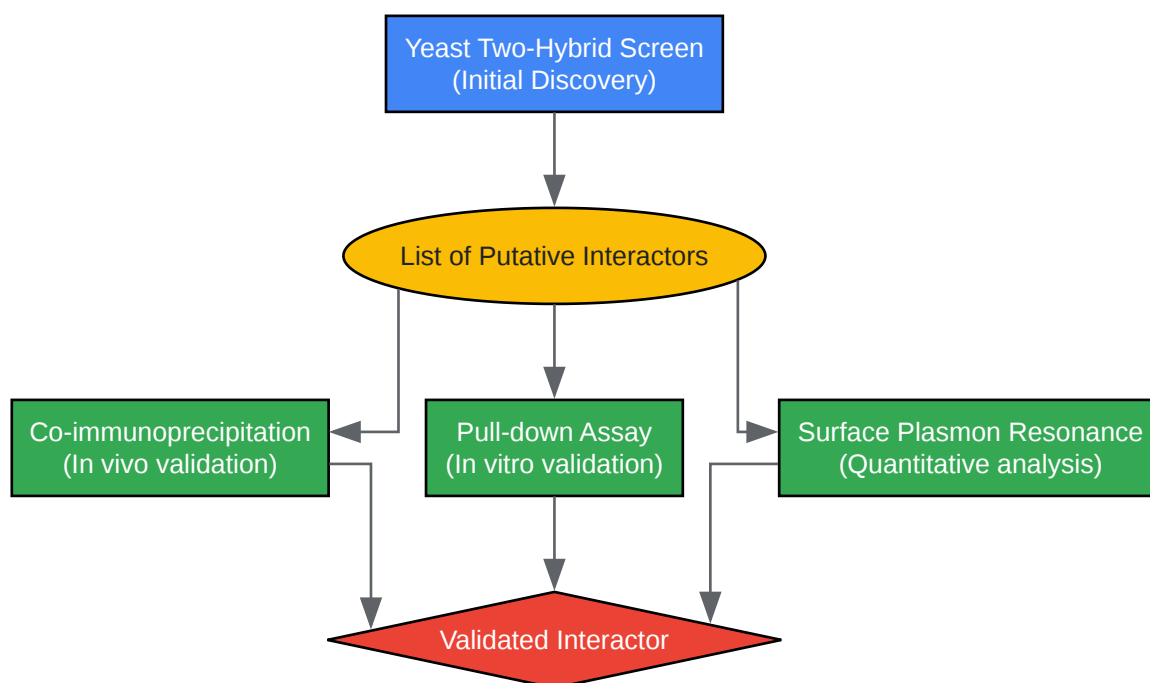 Yeast Two-Hybrid Screen
(Initial Discovery)
List of Putative Interactors
Co-immunoprecipitation
(In vivo validation)
Pull-down Assay
(In vitro validation)
Surface Plasmon Resonance
(Quantitative analysis)
Validated Interactor